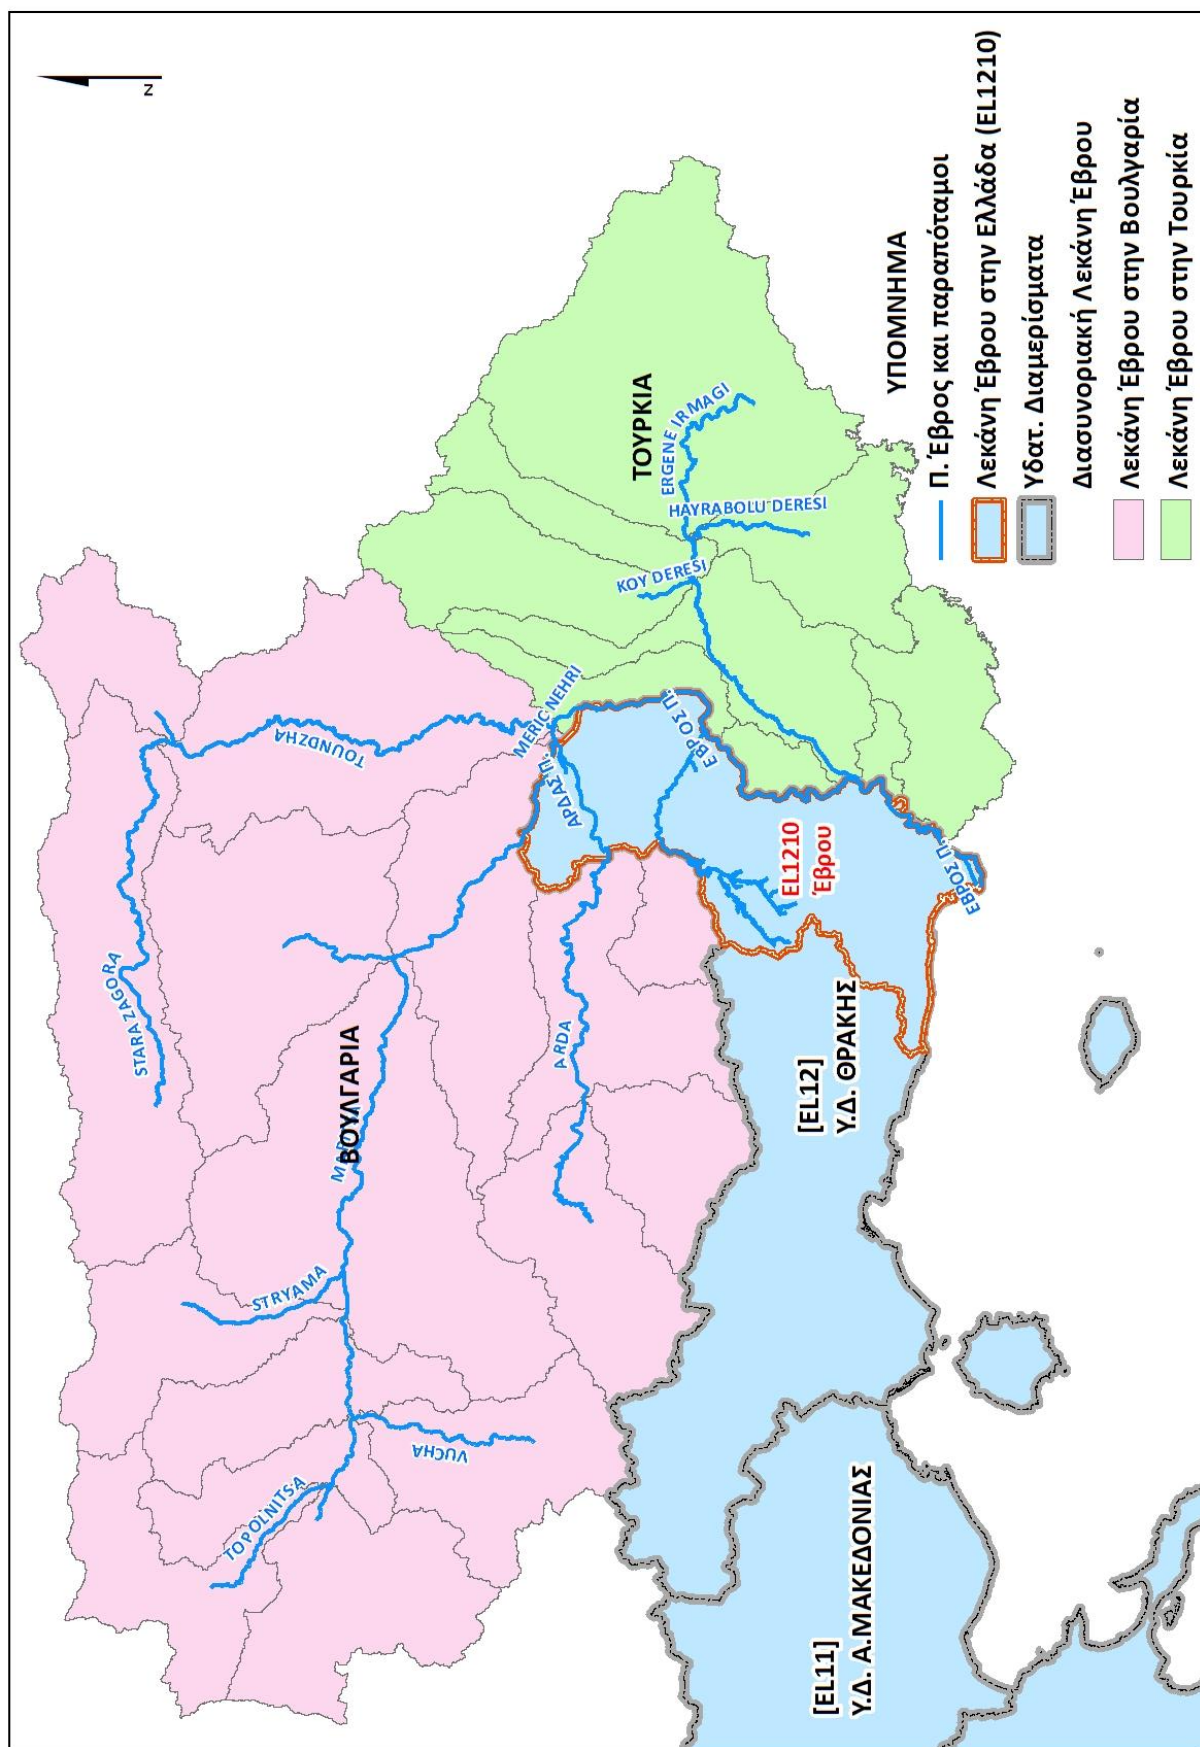 N
STARA ZAGORA
TOUNDZHA
ΒΟΥΛΓΑΡΙΑ
STRYAMA
TOPOLNITSA
VUCHA
ARDA
ΑΡΔΑΣ Π.
MERIC NEHRI
ΕΒΡΟΣ Π.
ΤΟΥΡΚΙΑ
ERGENE IRMAGI
HAYRABOLU DERESI
KOY DERESI
EL1210
Έβρου
ΕΒΡΟΣ Π.
[EL12]
Υ.Δ. ΘΡΑΚΗΣ
[EL11]
Υ.Δ. Α.ΜΑΚΕΔΟΝΙΑΣ
ΥΠΟΜΝΗΜΑ
Π. Έβρος και παραπόταμοι
Λεκάνη Έβρου στην Ελλάδα (EL1210)
Υδατ. Διαμερίσματα
Διασυνοριακή Λεκάνη Έβρου
Λεκάνη Έβρου στην Βουλγαρία
Λεκάνη Έβρου στην Τουρκία